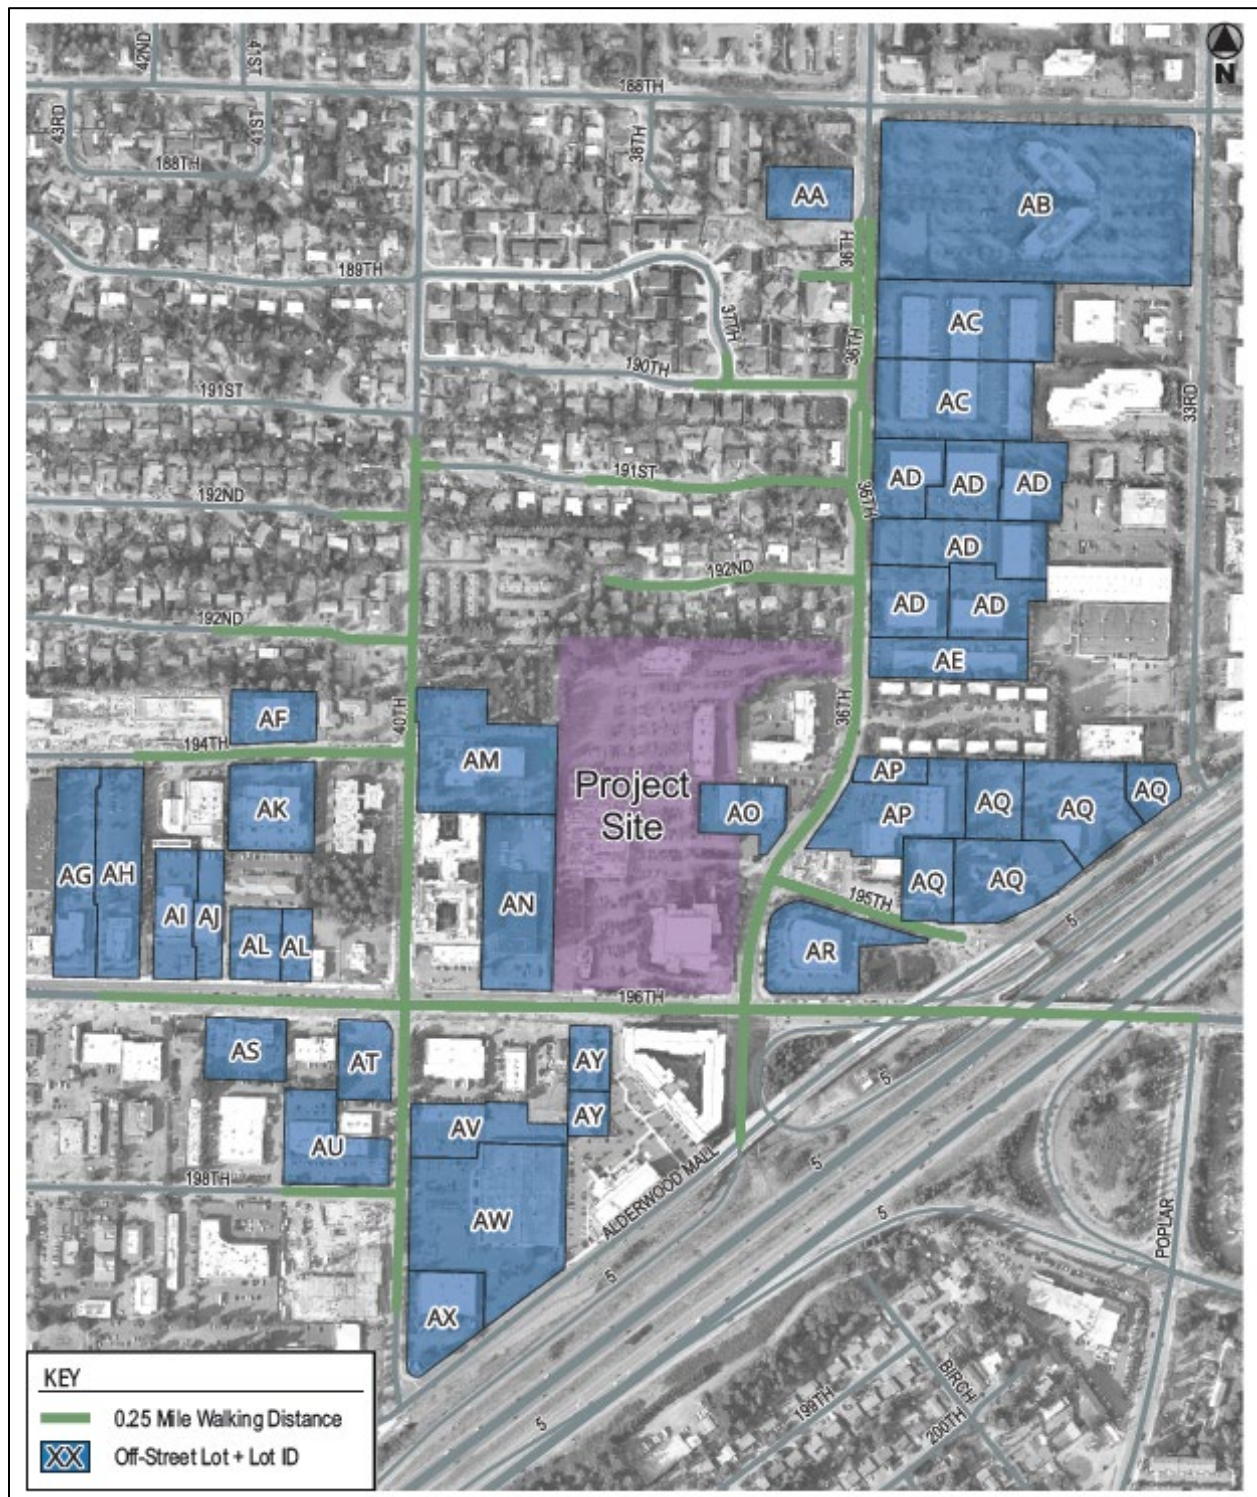 42ND
41ST
N
188TH
43RD
41ST
38TH
188TH
AA
AB
36TH
189TH
37TH
AC
36TH
190TH
33RD
191ST
AC
191ST
AD
AD
AD
192ND
36TH
AD
192ND
AD
AD
192ND
AE
AF
40TH
36TH
194TH
AM
AP
Project
Site
AQ
AQ
AQ
AK
AO
AP
AG
AH
AI
AJ
AN
AQ
AQ
195TH
AL
AL
AR
5
196TH
AS
AT
AY
5
AV
AY
AU
198TH
ALDERWOOD MALL
5
AW
5
POPLAR
5
AX
BIRCH
199TH
200TH
5
KEY
0.25 Mile Walking Distance
XX Off-Street Lot + Lot ID